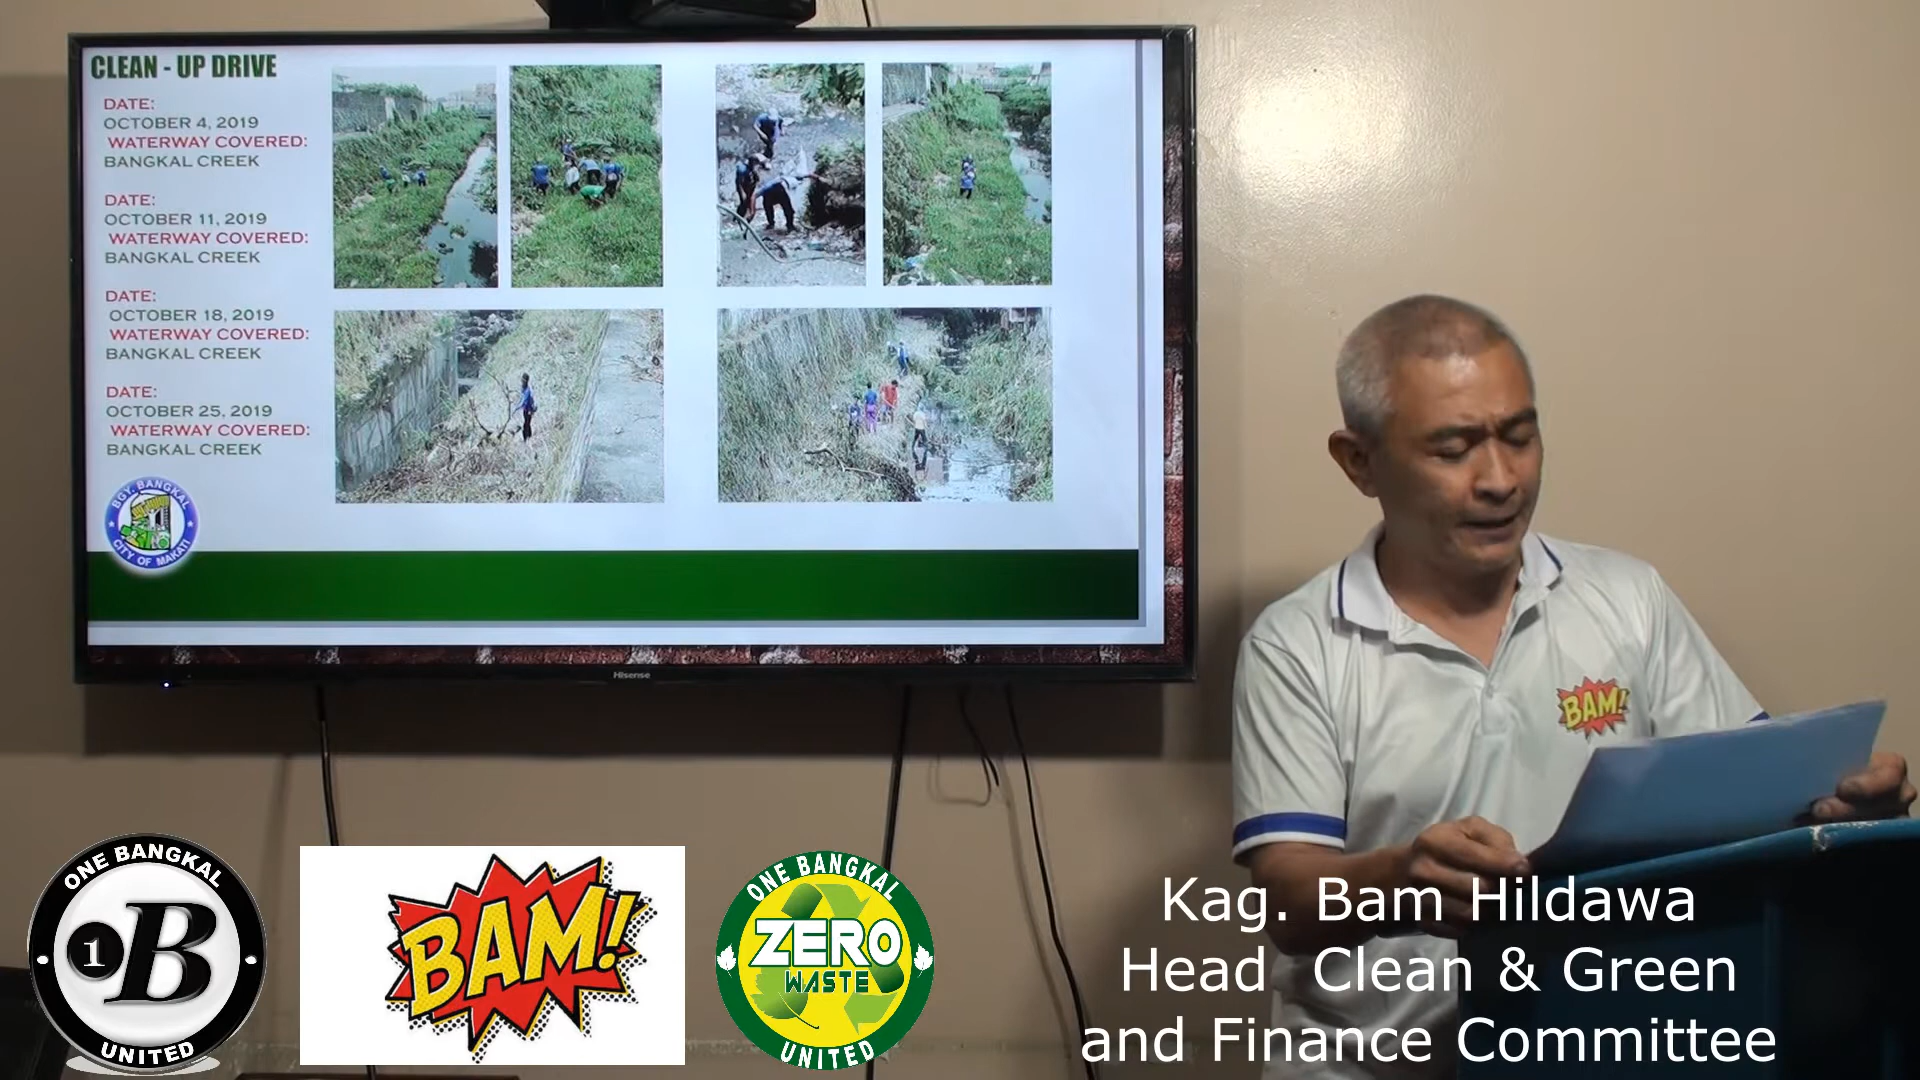 CLEAN - UP DRIVE
DATE:
OCTOBER 4, 2019
WATERWAY COVERED:
BANGKAL CREEK
DATE:
OCTOBER 11, 2019
WATERWAY COVERED:
BANGKAL CREEK
DATE:
OCTOBER 18, 2019
WATERWAY COVERED:
BANGKAL CREEK
DATE:
OCTOBER 25, 2019
WATERWAY COVERED:
BANGKAL CREEK
BGY. BANGKAL
CITY OF MAKATI
Hisense
BAM!
ONE BANGKAL
1B
UNITED
BAM!
ONE BANGKAL
ZERO
WASTE
UNITED
Kag. Bam Hildawa
Head Clean & Green
and Finance Committee